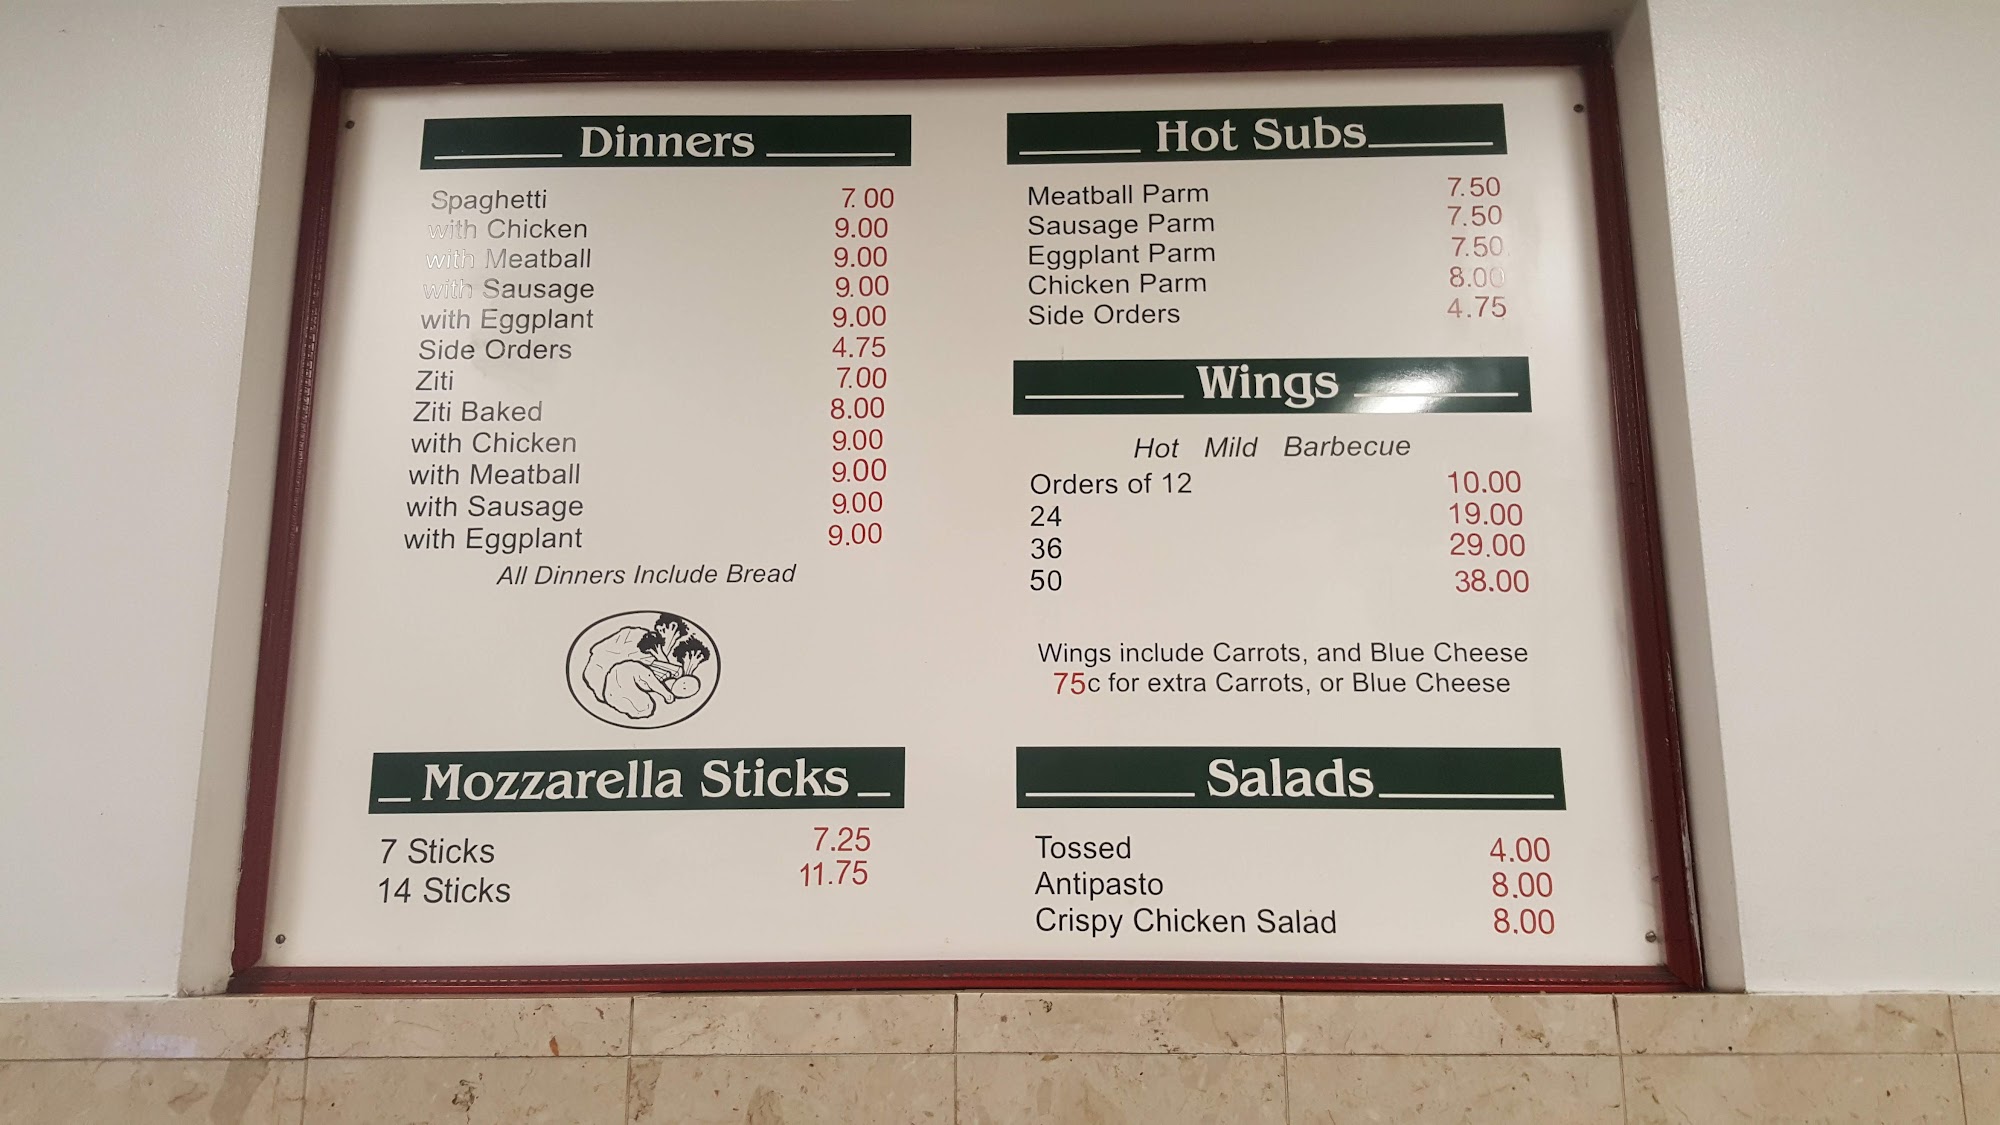 Dinners
Spaghetti 7.00
with Chicken 9.00
with Meatball 9.00
with Sausage 9.00
with Eggplant 9.00
Side Orders 4.75
Ziti 7.00
Ziti Baked 8.00
with Chicken 9.00
with Meatball 9.00
with Sausage 9.00
with Eggplant 9.00
All Dinners Include Bread
Mozzarella Sticks
7 Sticks 7.25
14 Sticks 11.75
Hot Subs
Meatball Parm 7.50
Sausage Parm 7.50
Eggplant Parm 7.50
Chicken Parm 8.00
Side Orders 4.75
Wings
Hot Mild Barbecue
Orders of 12 10.00
24 19.00
36 29.00
50 38.00
Wings include Carrots, and Blue Cheese
75c for extra Carrots, or Blue Cheese
Salads
Tossed 4.00
Antipasto 8.00
Crispy Chicken Salad 8.00